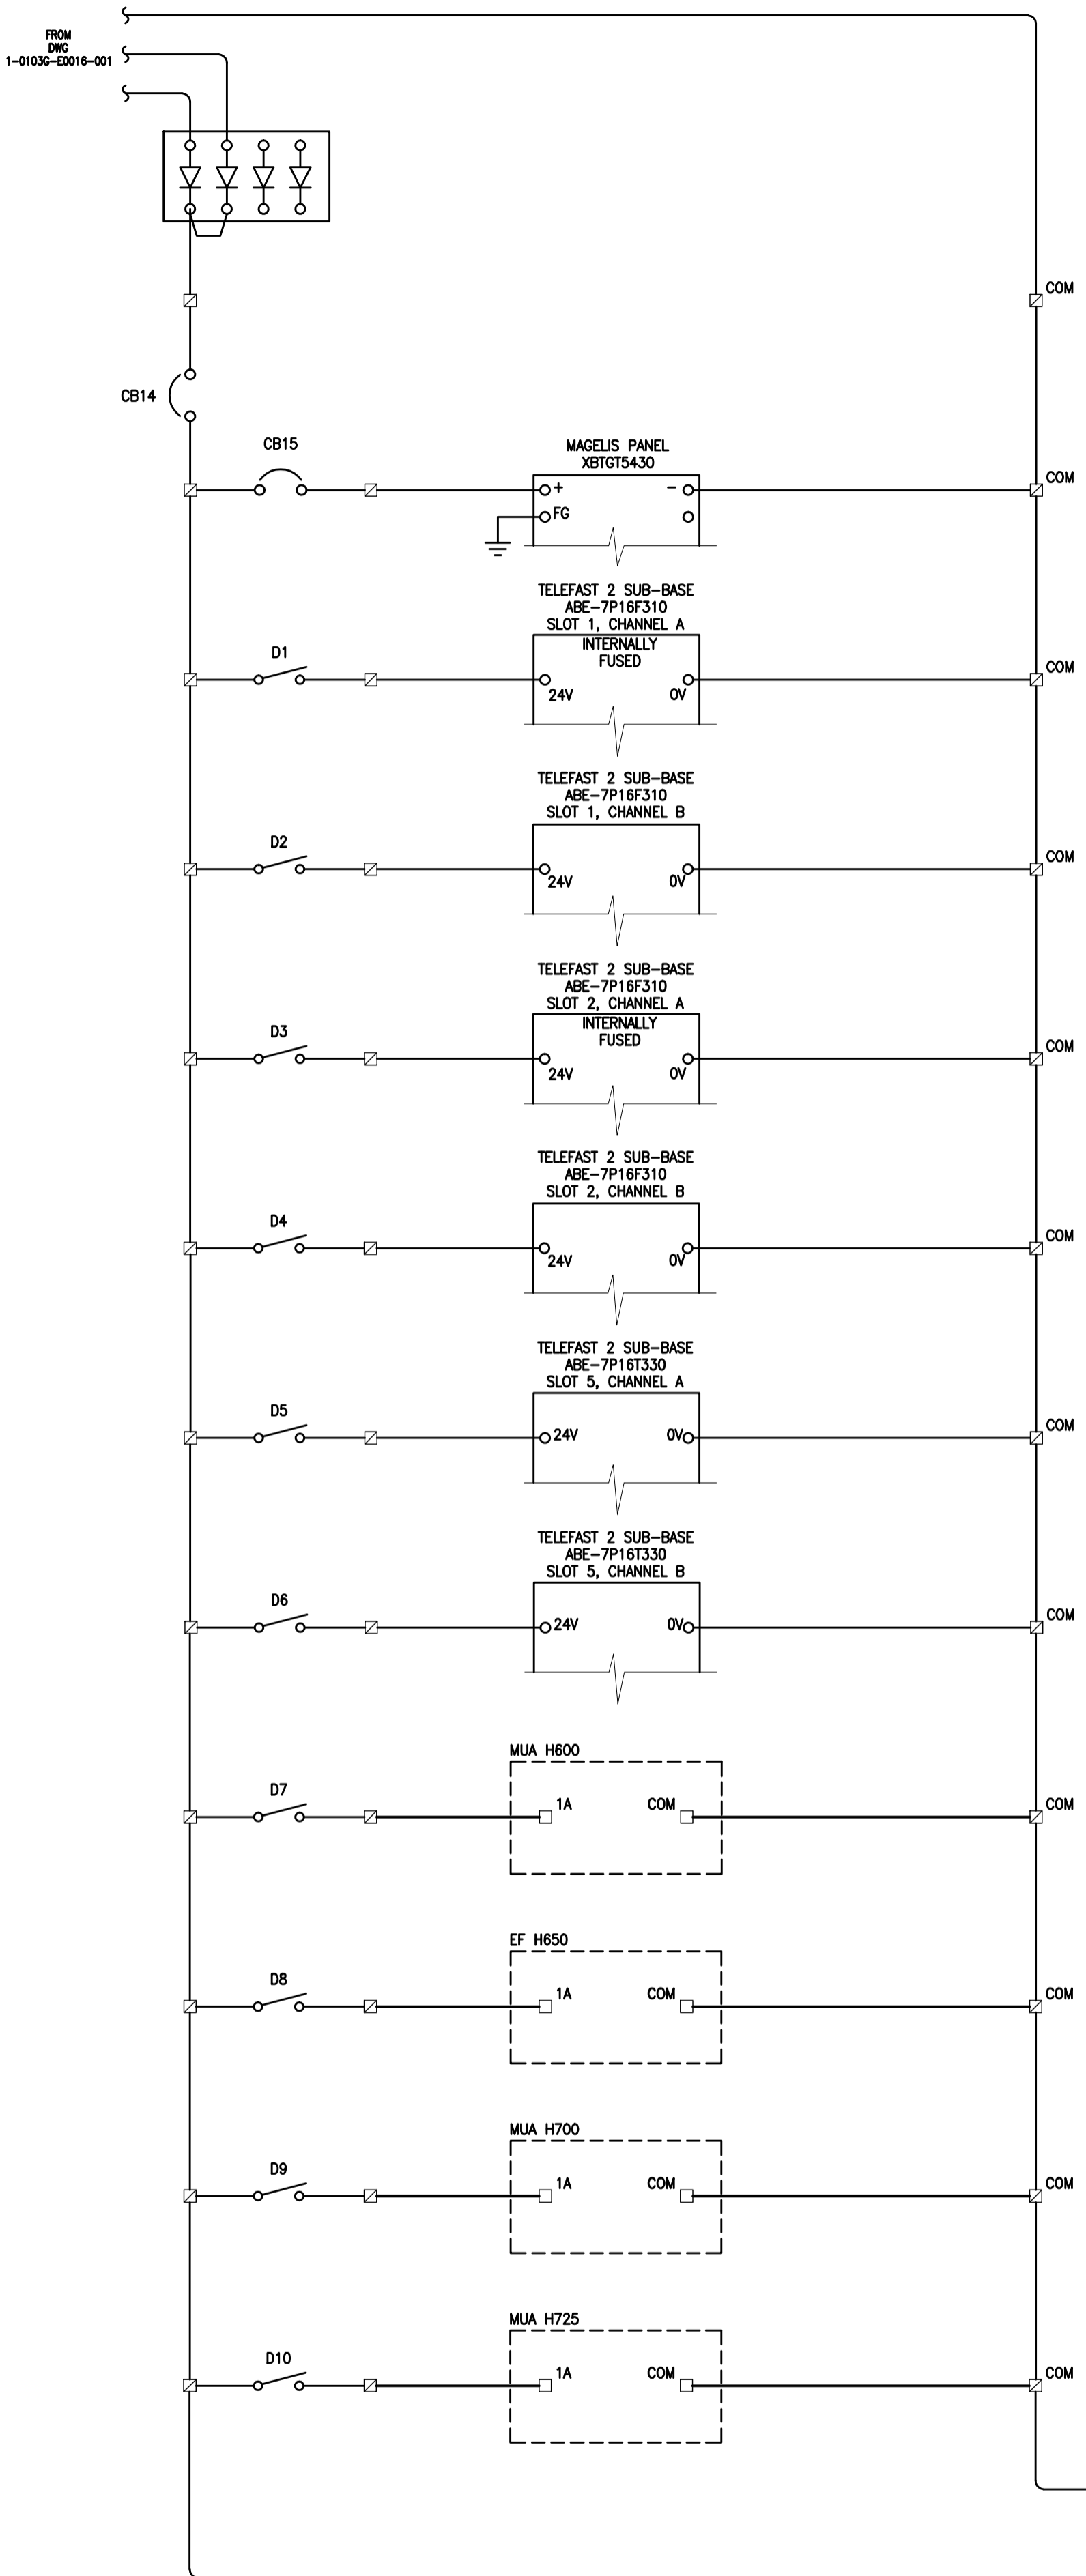 FROM
DWG
1-0103G-E0016-001
COM
CB14
CB15
MAGELIS PANEL
XBTGT5430
+
-
FG
COM
TELEFAST 2 SUB-BASE
ABE-7P16F310
SLOT 1, CHANNEL A
INTERNALLY
FUSED
D1
24V
0V
COM
TELEFAST 2 SUB-BASE
ABE-7P16F310
SLOT 1, CHANNEL B
D2
24V
0V
COM
TELEFAST 2 SUB-BASE
ABE-7P16F310
SLOT 2, CHANNEL A
INTERNALLY
FUSED
D3
24V
0V
COM
TELEFAST 2 SUB-BASE
ABE-7P16F310
SLOT 2, CHANNEL B
D4
24V
0V
COM
TELEFAST 2 SUB-BASE
ABE-7P16T330
SLOT 5, CHANNEL A
D5
24V
0V
COM
TELEFAST 2 SUB-BASE
ABE-7P16T330
SLOT 5, CHANNEL B
D6
24V
0V
COM
MUA H600
D7
1A
COM
COM
EF H650
D8
1A
COM
COM
MUA H700
D9
1A
COM
COM
MUA H725
D10
1A
COM
COM